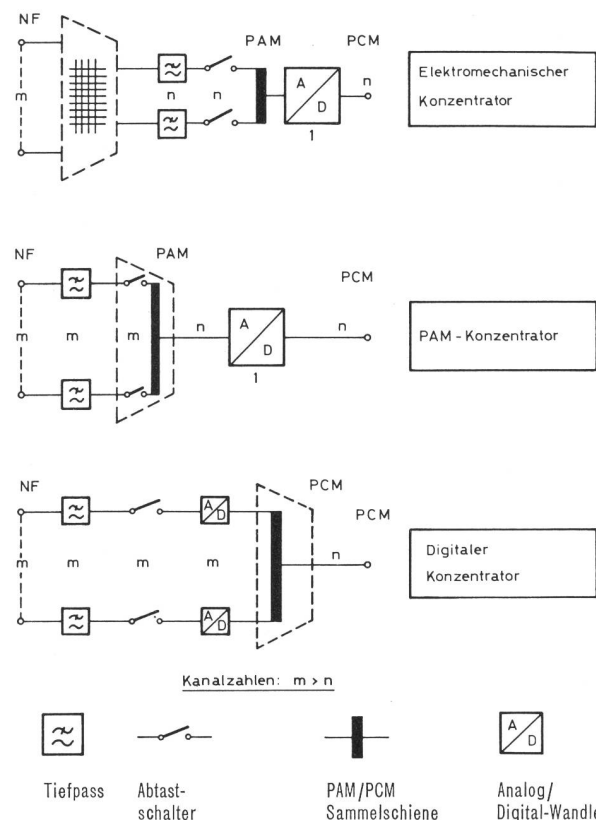 NF
PAM
PCM
m
n
n
A
D
n
1
Elektromechanischer
Konzentrator
NF
PAM
PCM
m
m
m
n
A
D
n
1
PAM - Konzentrator
NF
PCM
PCM
A
D
m
m
m
m
n
A
D
Digitaler
Konzentrator
Kanalzahlen: m > n
A
D
Tiefpass
Abtast-
schalter
PAM/PCM
Sammelschiene
Analog/
Digital-Wandle